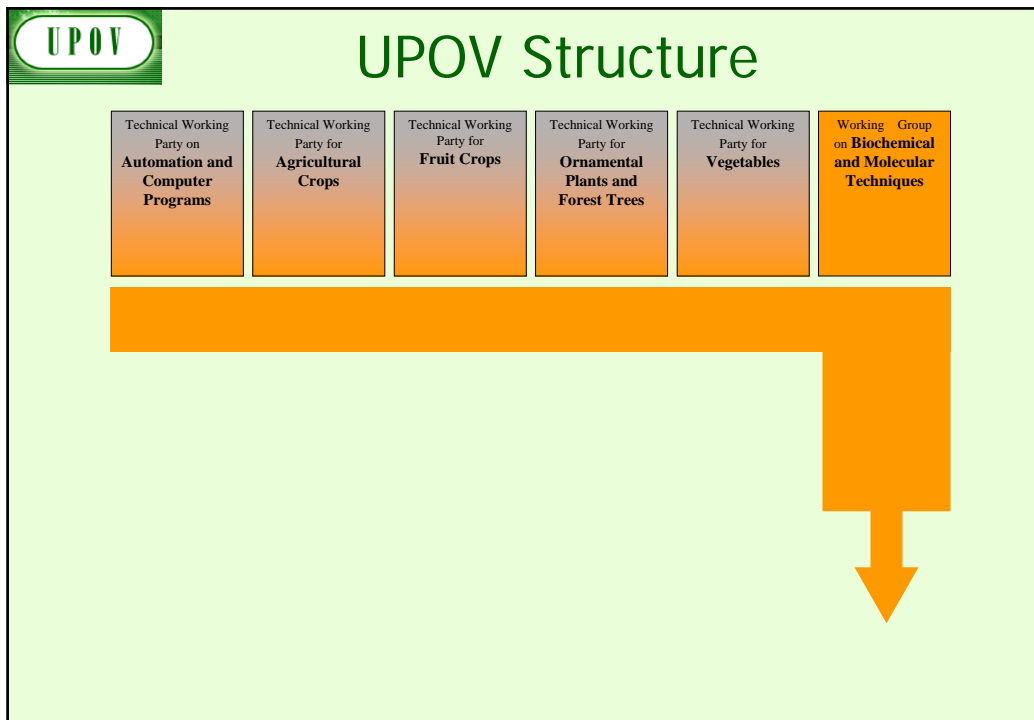 UPOV
UPOV Structure
Technical Working
Party on
Automation and
Computer
Programs
Technical Working
Party for
Agricultural
Crops
Technical Working
Party for
Fruit Crops
Technical Working
Party for
Ornamental
Plants and
Forest Trees
Technical Working
Party for
Vegetables
Working Group
on Biochemical
and Molecular
Techniques